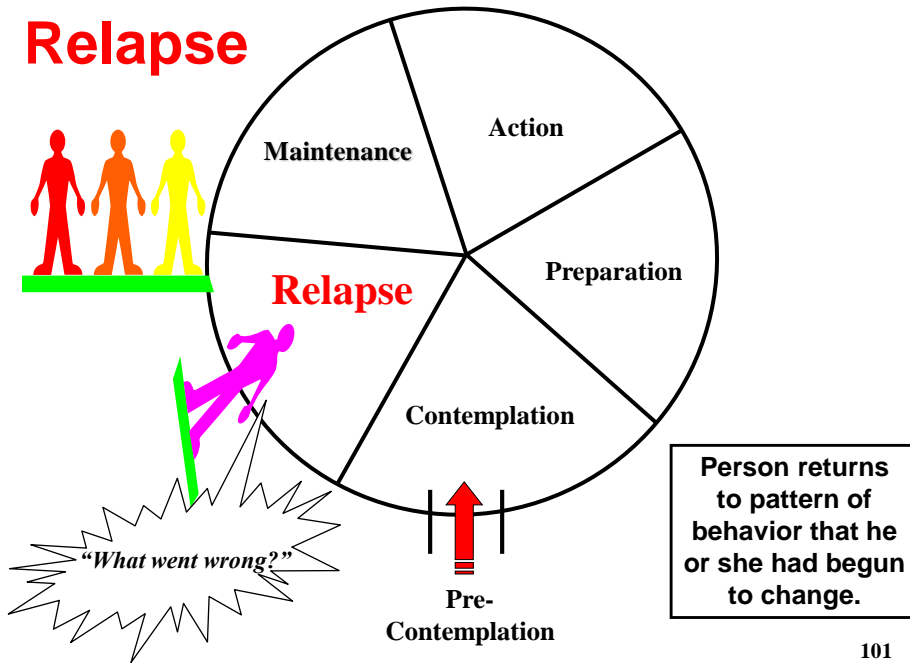 Relapse
Action
Maintenance
Preparation
Relapse
Contemplation
Person returns
to pattern of
behavior that he
or she had begun
to change.
“What went wrong?”
Pre-
Contemplation
101